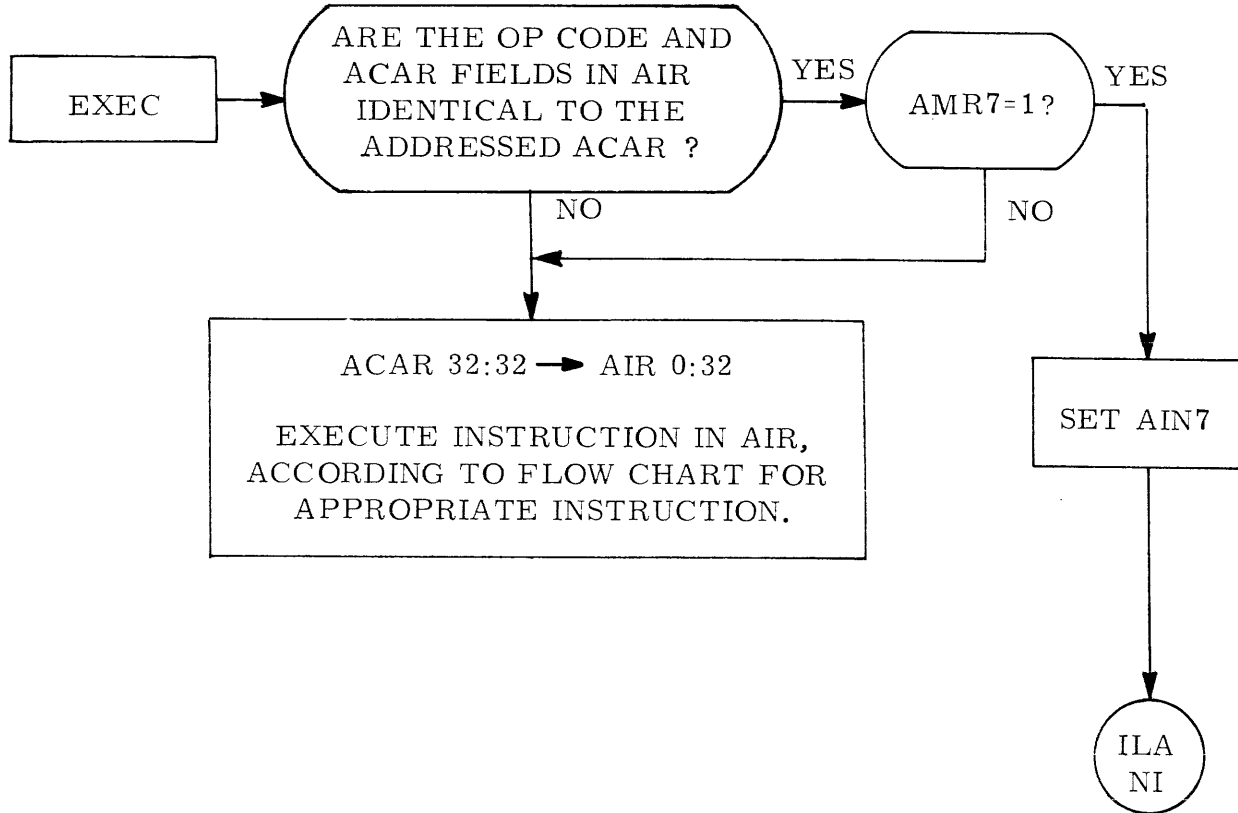 EXEC
ARE THE OP CODE AND
ACAR FIELDS IN AIR
IDENTICAL TO THE
ADDRESSED ACAR ?
YES
AMR7=1?
YES
NO
NO
ACAR 32:32 → AIR 0:32
EXECUTE INSTRUCTION IN AIR,
ACCORDING TO FLOW CHART FOR
APPROPRIATE INSTRUCTION.
SET AIN7
ILA
NI